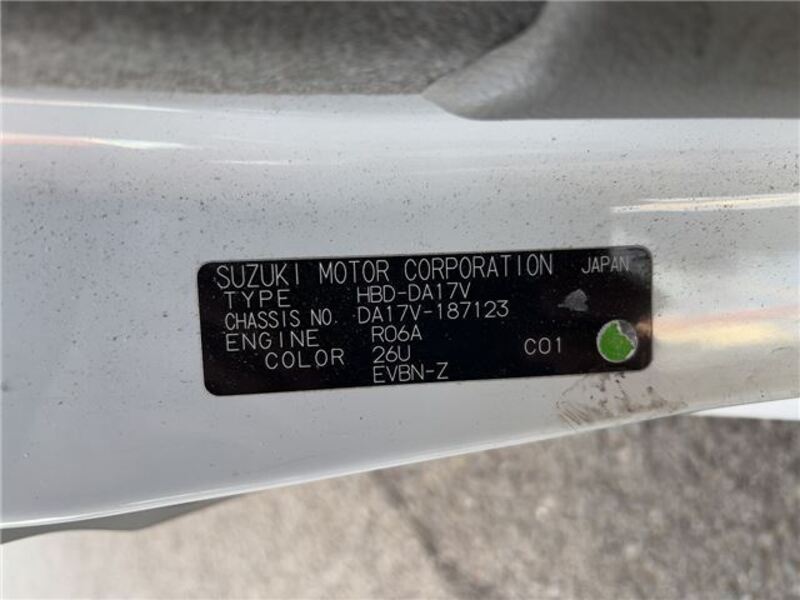 SUZUKI MOTOR CORPORATION JAPAN
TYPE HBD-DA17V
CHASSIS NO. DA17V-187123
ENGINE R06A
COLOR 26U C01
EVBN-Z